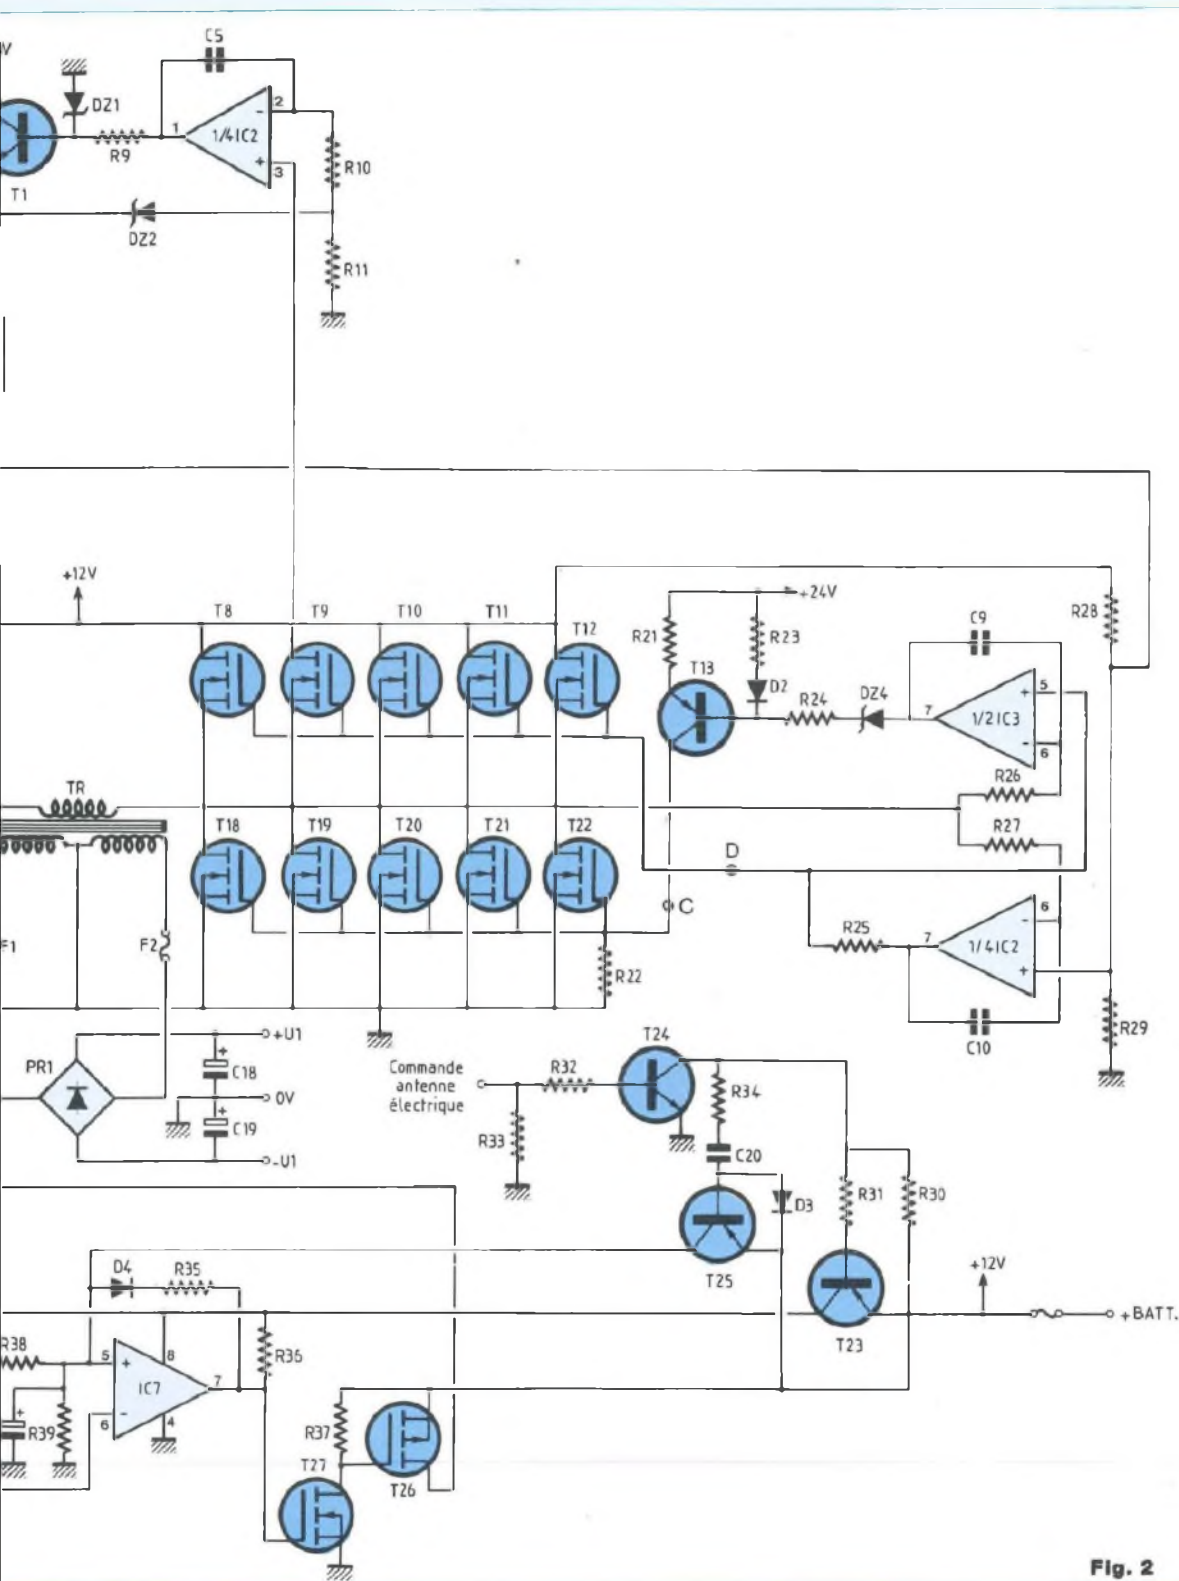 V
C5
DZ1
2
-
1
1/4IC2
R9
+
3
R10
T1
DZ2
R11
+12V
T8
T9
T10
T11
T12
+24V
R28
R21
R23
C9
T13
D2
R24
DZ4
7
1/2IC3
+
5
-
6
TR
R26
R27
T18
T19
T20
T21
T22
D
C
F1
F2
R25
7
1/4IC2
-
6
+
R22
C10
R29
+U1
PR1
+
C18
0V
+
C19
-U1
Commande
antenne
électrique
R32
T24
R33
R34
C20
D3
R31
R30
T25
D4
R35
+12V
+BATT.
T23
R38
5
+
8
IC7
7
R36
-
6
4
+
R39
R37
T27
T26
Fig. 2